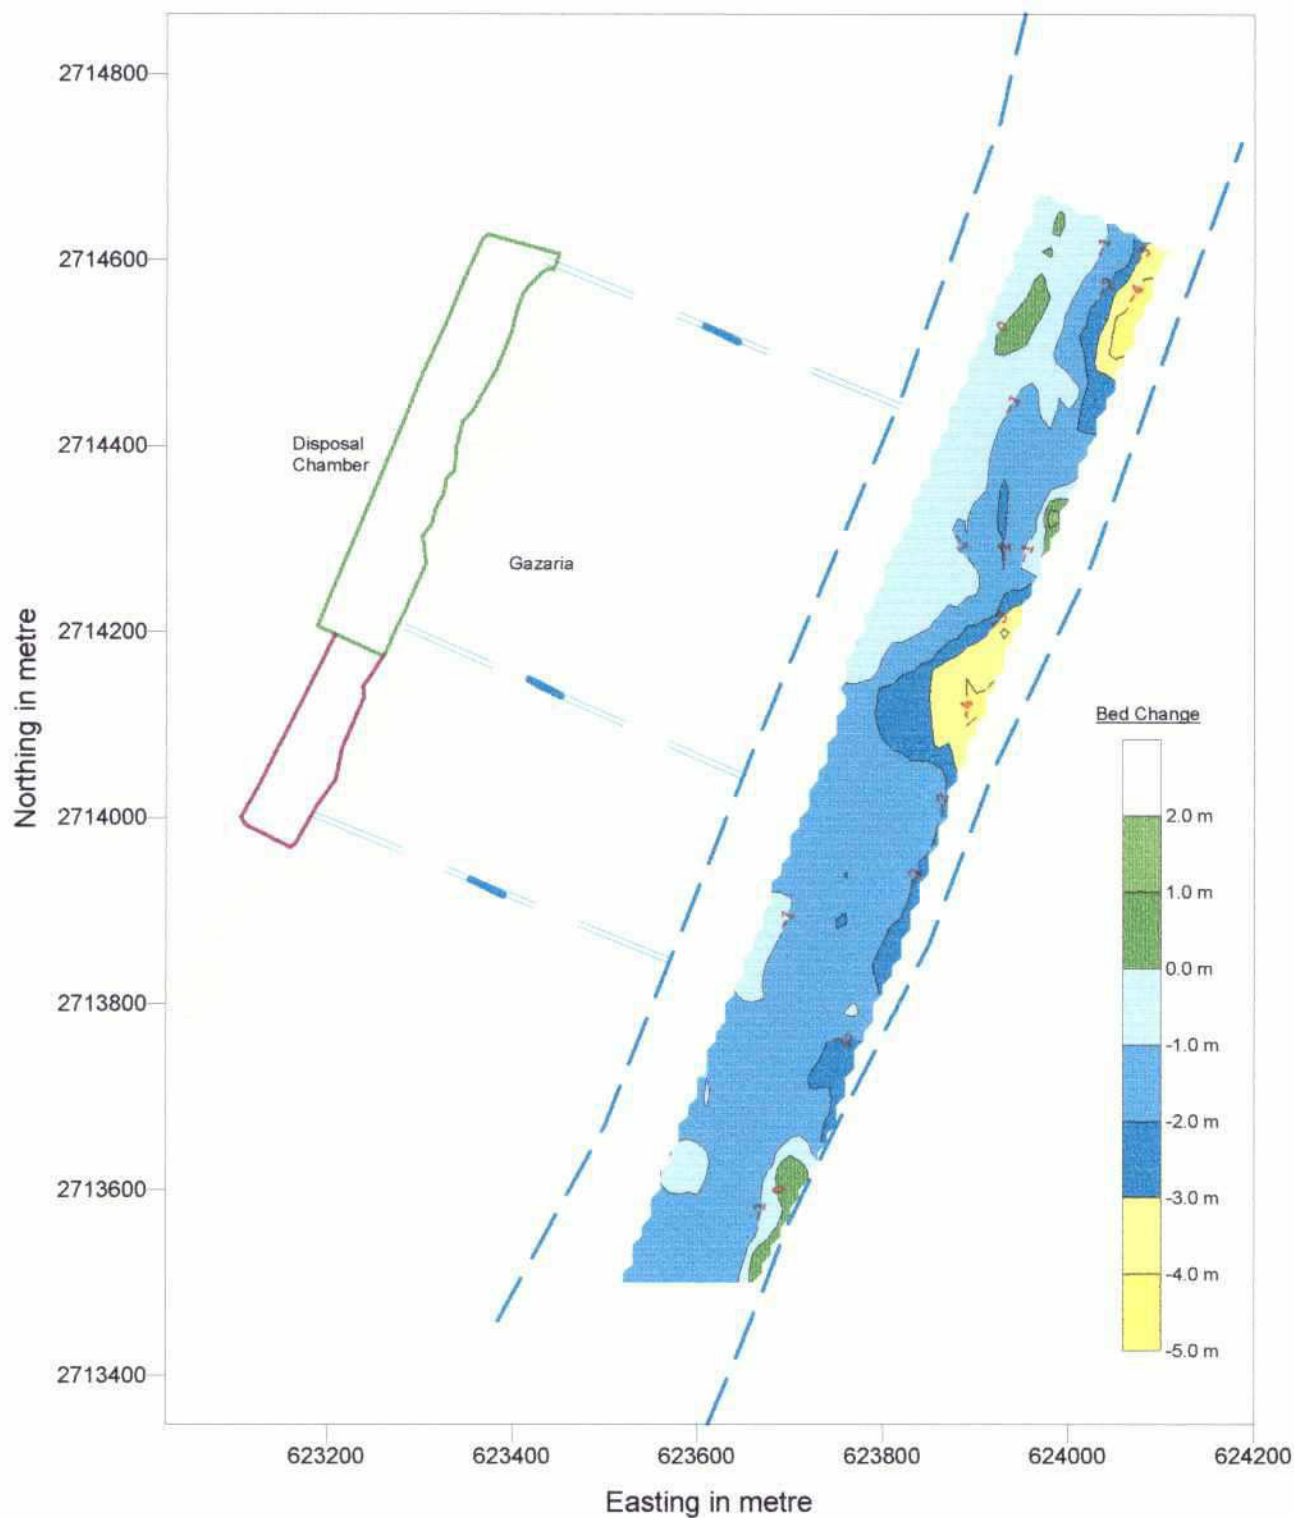 2714800
2714600
2714400
2714200
2714000
2713800
2713600
2713400
Northing in metre
Disposal
Chamber
Gazaria
Bed Change
2.0 m
1.0 m
0.0 m
-1.0 m
-2.0 m
-3.0 m
-4.0 m
-5.0 m
623200
623400
623600
623800
624000
624200
Easting in metre